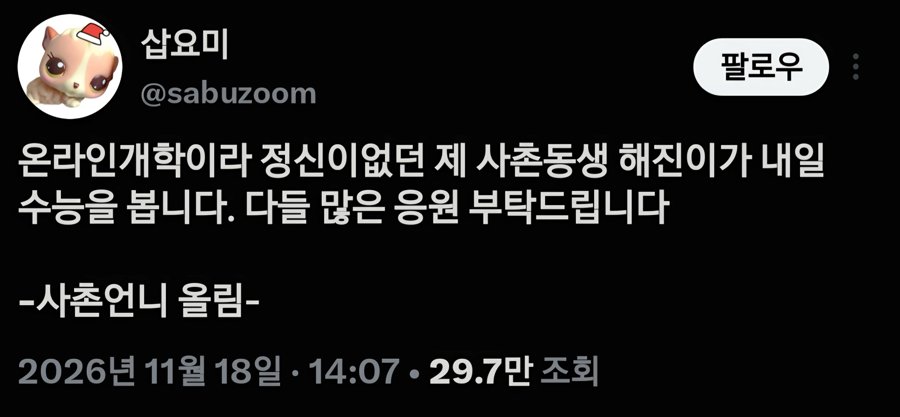 삽요미
@sabuzoom
팔로우
온라인개학이라 정신이없던 제 사촌동생 해진이가 내일
수능을 봅니다. 다들 많은 응원 부탁드립니다
-사촌언니 올림-
2026년 11월 18일 · 14:07 • 29.7만 조회